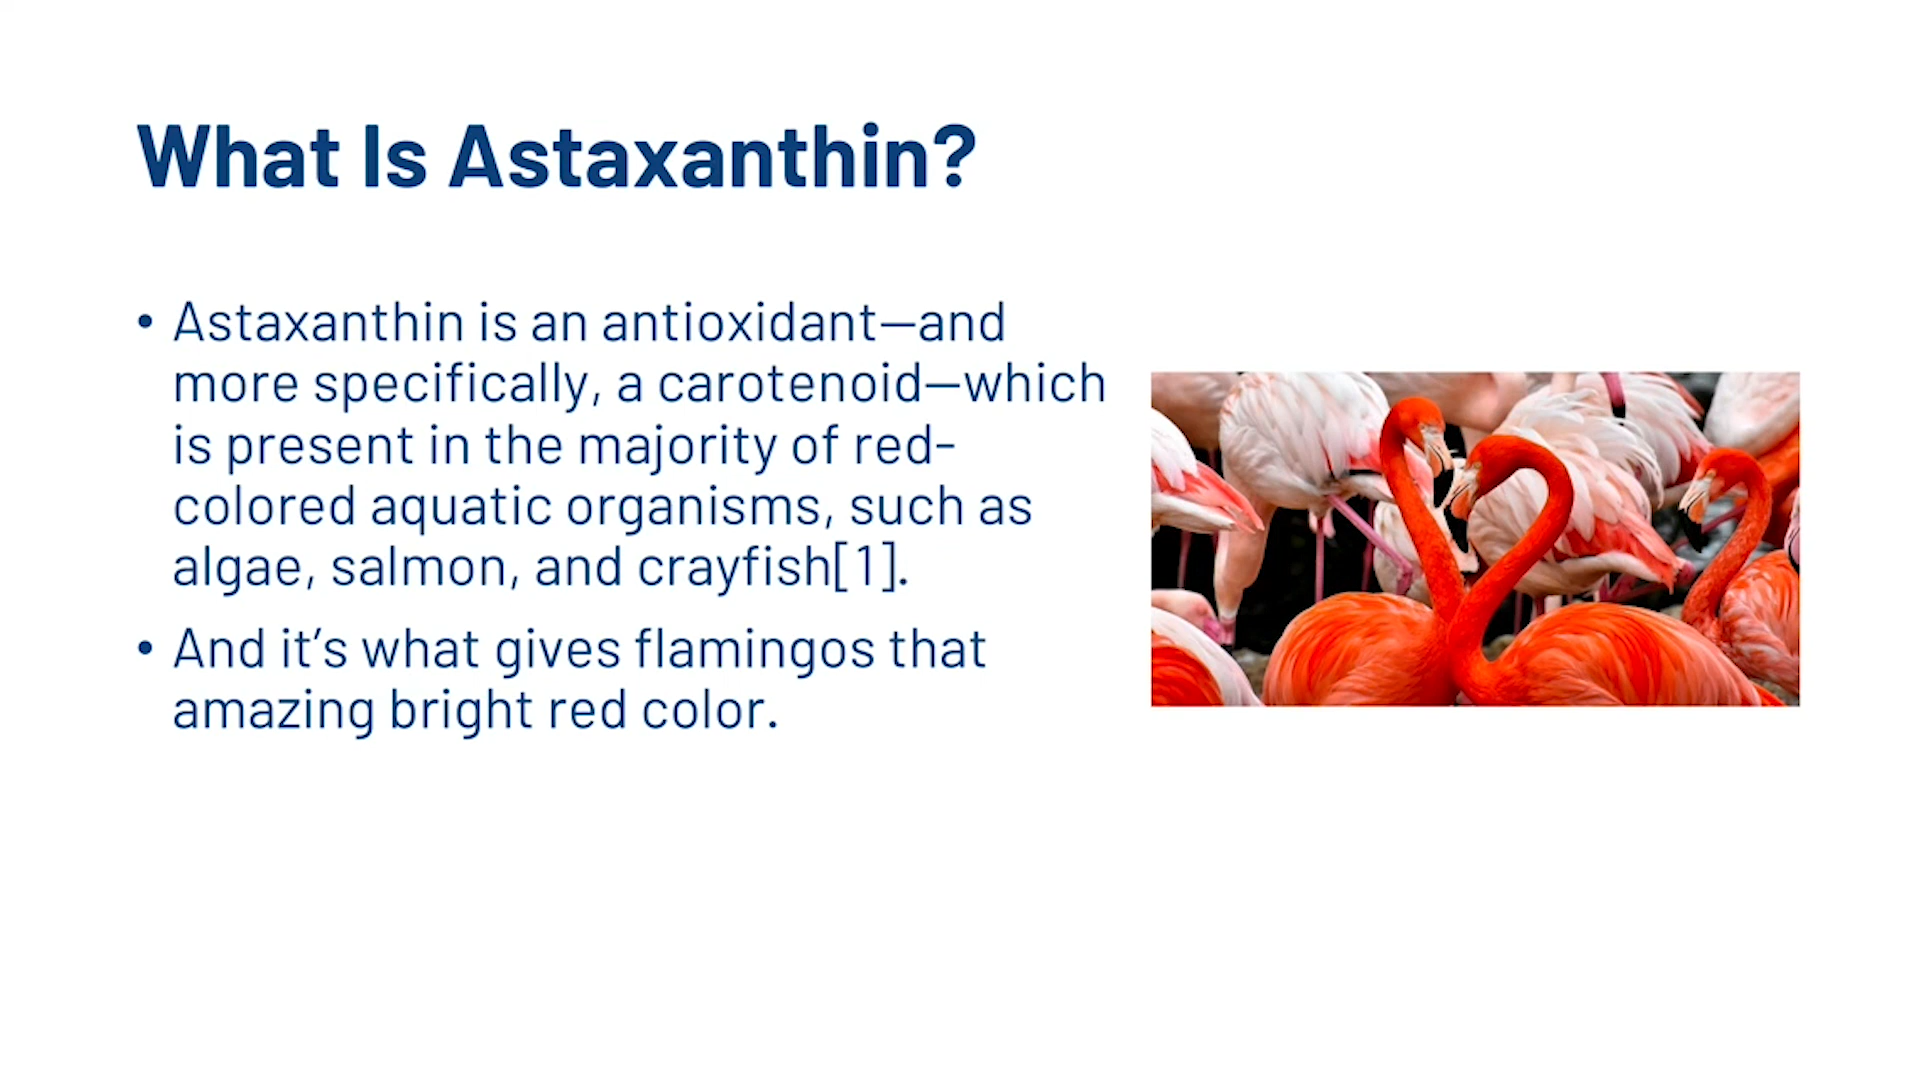 What Is Astaxanthin?
• Astaxanthin is an antioxidant—and
more specifically, a carotenoid—which
is present in the majority of red-
colored aquatic organisms, such as
algae, salmon, and crayfish[1].
• And it’s what gives flamingos that
amazing bright red color.